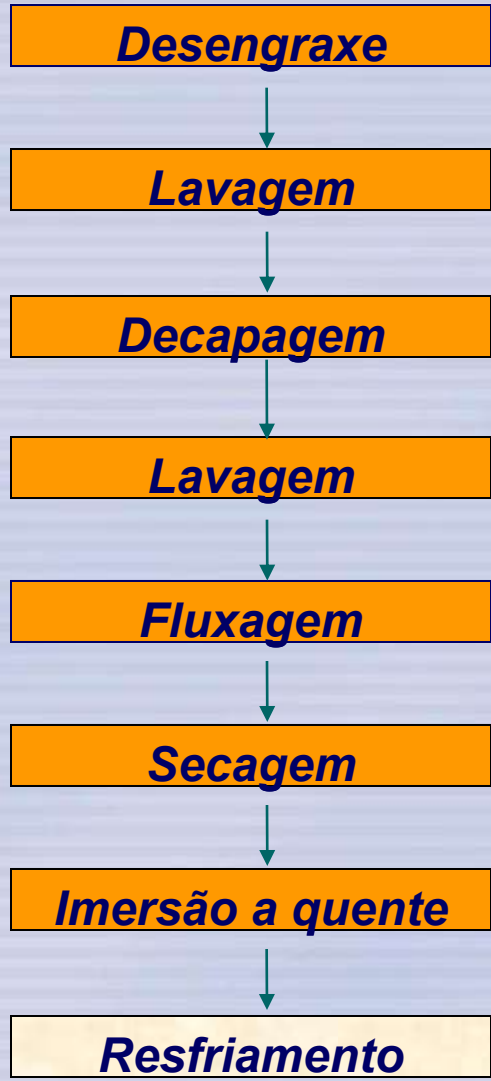 Desengraxe
Lavagem
Decapagem
Lavagem
Fluxagem
Secagem
Imersão a quente
Resfriamento